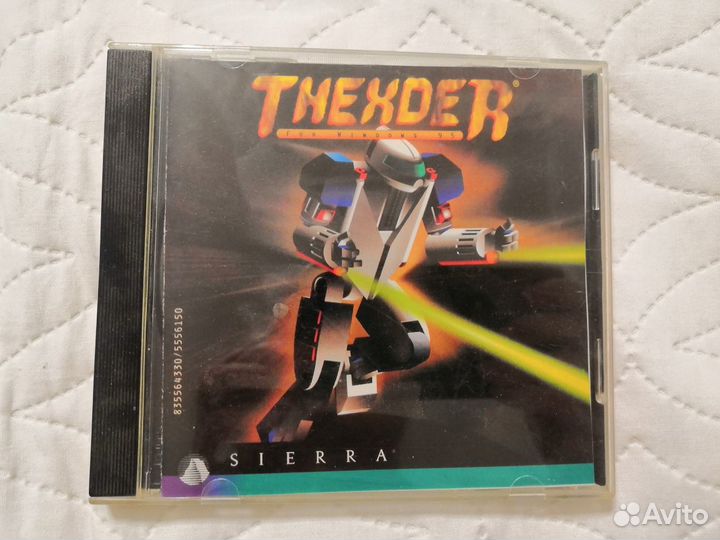 THEXDER®
FOR WINDOWS 95
835564330/5556150
SIERRA®
Avito